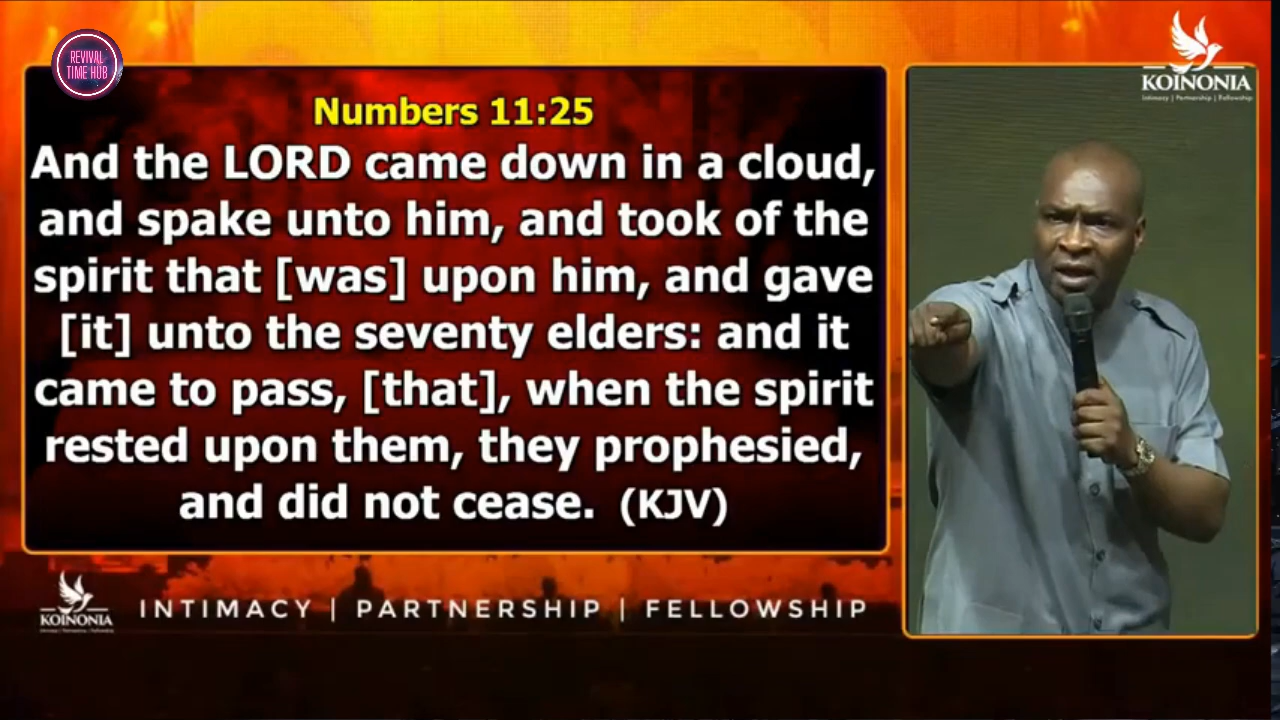 REVIVAL
TIME HUB
KOINONIA
Intimacy | Partnership | Fellowship
Numbers 11:25
And the LORD came down in a cloud,
and spake unto him, and took of the
spirit that [was] upon him, and gave
[it] unto the seventy elders: and it
came to pass, [that], when the spirit
rested upon them, they prophesied,
and did not cease. (KJV)
KOINONIA
INTIMACY | PARTNERSHIP | FELLOWSHIP